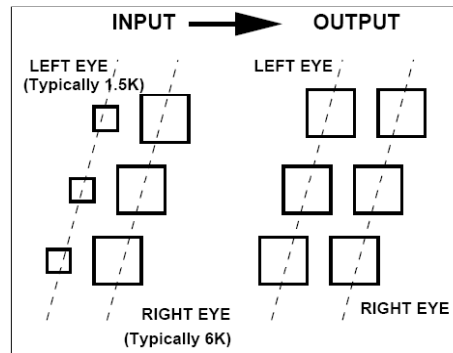 INPUT
OUTPUT
LEFT EYE
(Typically 1.5K)
LEFT EYE
RIGHT EYE
(Typically 6K)
RIGHT EYE